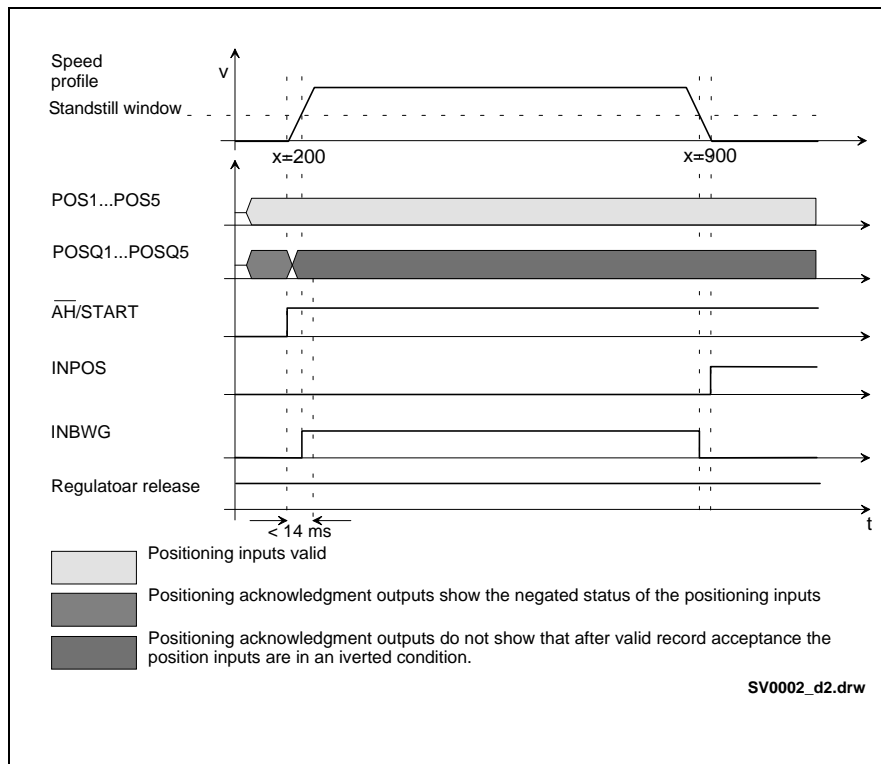 Speed
profile
v
Standstill window
x=200
x=900
POS1...POS5
POSQ1...POSQ5
A̅H̅/START
INPOS
INBWG
Regulatoar release
t
< 14 ms
Positioning inputs valid
Positioning acknowledgment outputs show the negated status of the positioning inputs
Positioning acknowledgment outputs do not show that after valid record acceptance the
position inputs are in an iverted condition.
SV0002_d2.drw